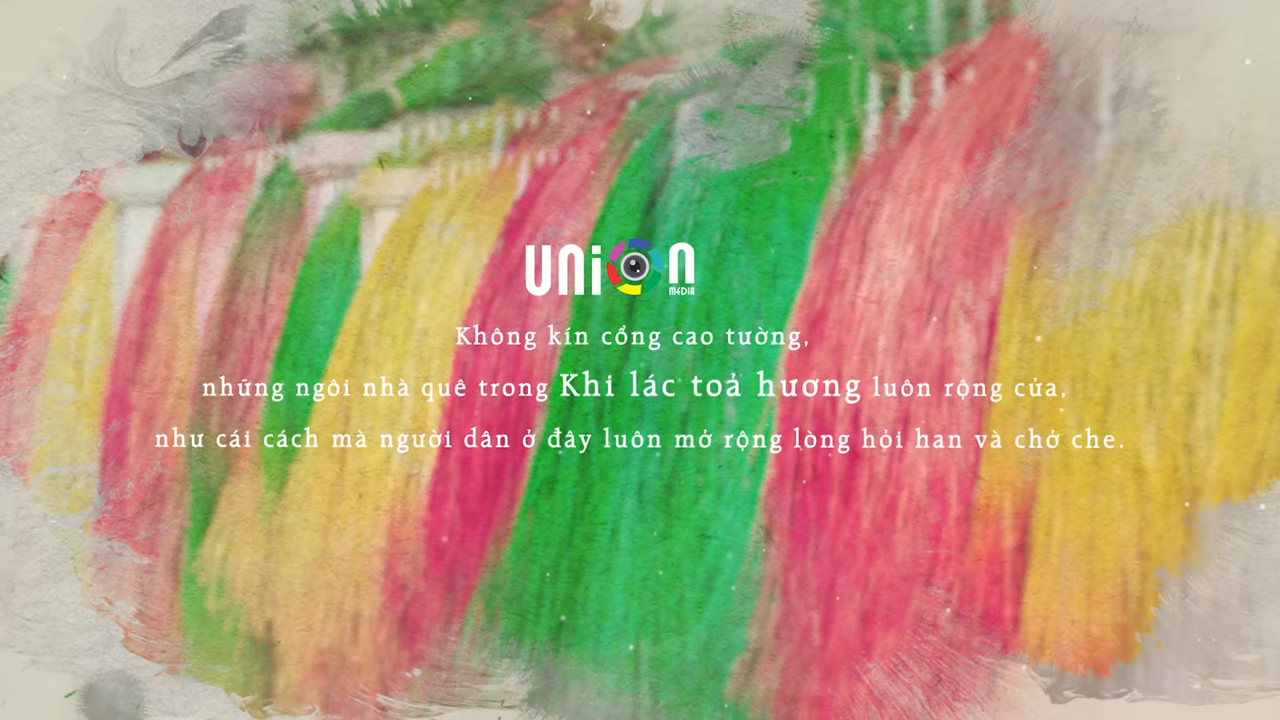 UNiON
MEDIA
Không kín cổng cao tường,
những ngôi nhà quê trong Khi lác toả hương luôn rộng cửa,
như cái cách mà người dân ở đây luôn mở rộng lòng hỏi han và chở che.